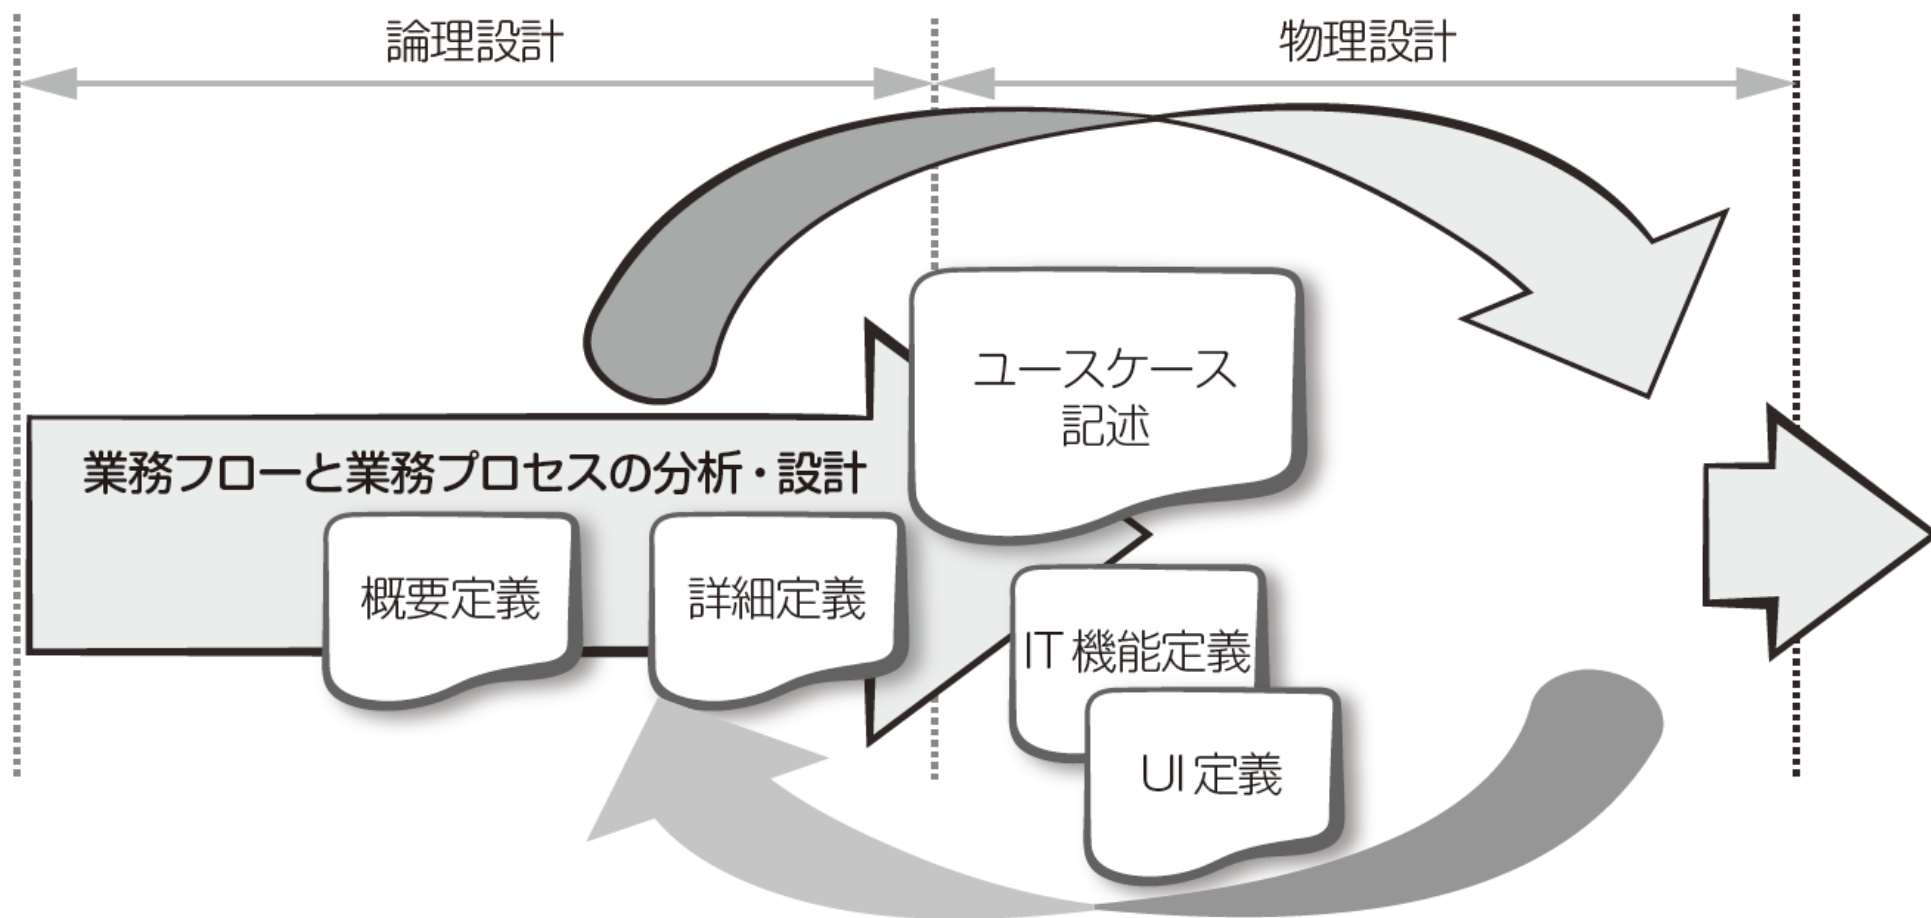 論理設計
物理設計
ユースケース
記述
業務フローと業務プロセスの分析・設計
概要定義
詳細定義
IT 機能定義
UI 定義